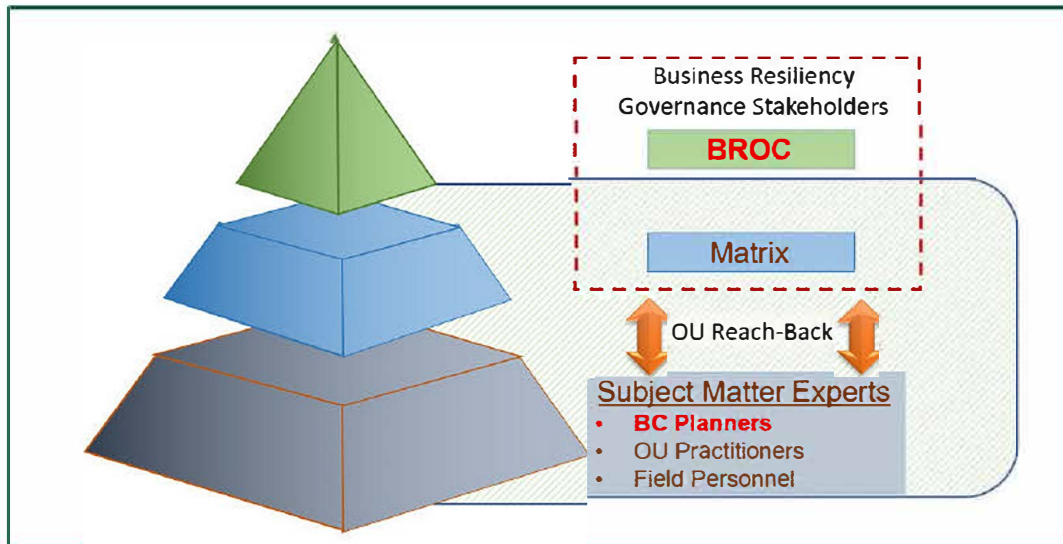 Business Resiliency
Governance Stakeholders
BROC
Matrix
OU Reach-Back
Subject Matter Experts
• BC Planners
• OU Practitioners
• Field Personnel